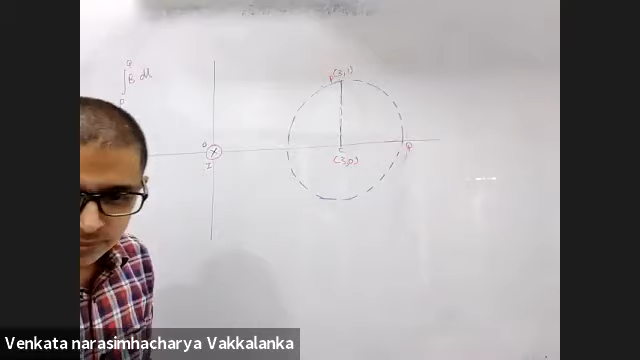 Q
∫ B dl
P
P(3,1)
O
I
C
(3,0)
Q
Venkata narasimhacharya Vakkalanka